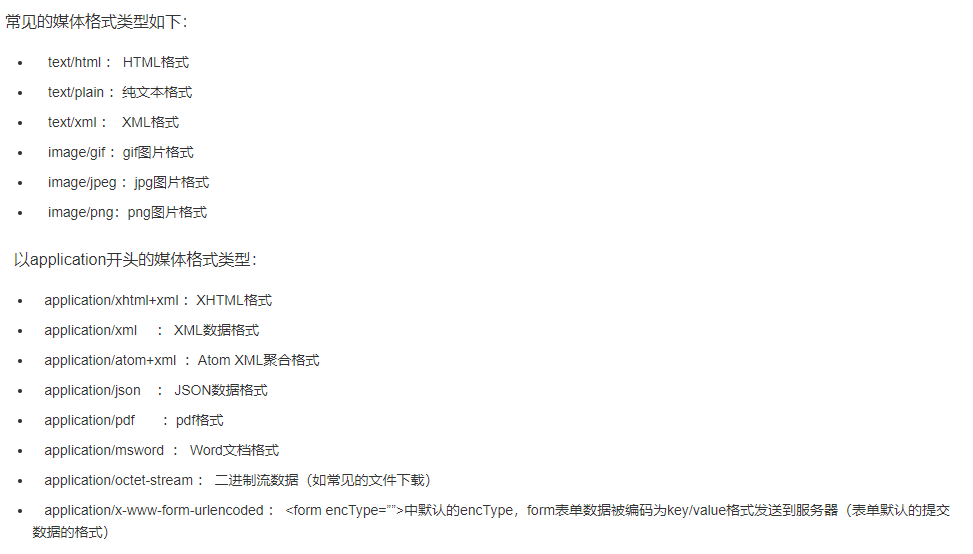 常见的媒体格式类型如下：
text/html ： HTML格式
text/plain ：纯文本格式
text/xml ： XML格式
image/gif ：gif图片格式
image/jpeg ：jpg图片格式
image/png：png图片格式
以application开头的媒体格式类型：
application/xhtml+xml ：XHTML格式
application/xml ： XML数据格式
application/atom+xml ：Atom XML聚合格式
application/json ： JSON数据格式
application/pdf ：pdf格式
application/msword ： Word文档格式
application/octet-stream ： 二进制流数据（如常见的文件下载）
application/x-www-form-urlencoded ： <form encType=””>中默认的encType，form表单数据被编码为key/value格式发送到服务器（表单默认的提交
数据的格式）